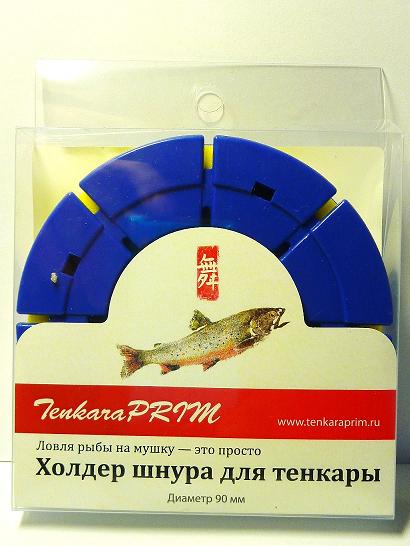 舞
TenkaraPRIM
www.tenkaraprim.ru
Ловля рыбы на мушку — это просто
Холдер шнура для тенкары
Диаметр 90 мм